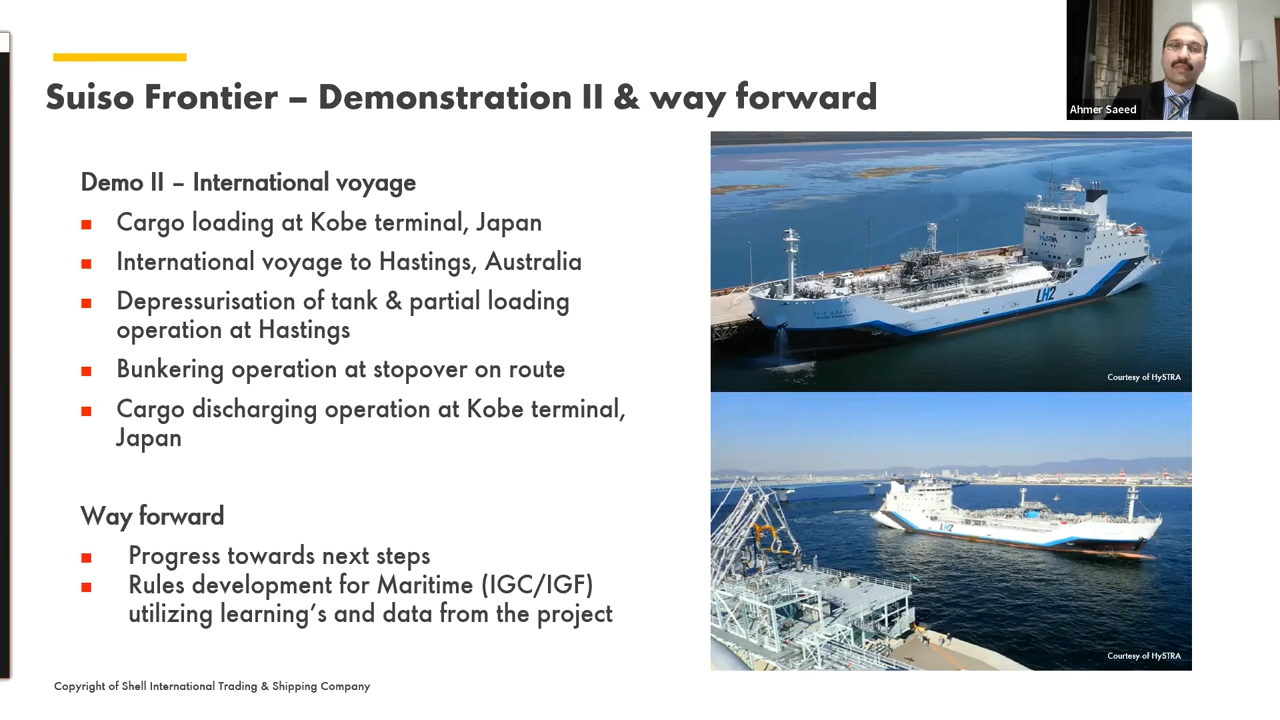 Suiso Frontier – Demonstration II & way forward
Ahmer Saeed
Demo II – International voyage
Cargo loading at Kobe terminal, Japan
International voyage to Hastings, Australia
Depressurisation of tank & partial loading
operation at Hastings
Bunkering operation at stopover on route
Cargo discharging operation at Kobe terminal,
Japan
Way forward
Progress towards next steps
Rules development for Maritime (IGC/IGF)
utilizing learning's and data from the project
HySTRA
LH2
Courtesy of HySTRA
LH2
Courtesy of HySTRA
Copyright of Shell International Trading & Shipping Company